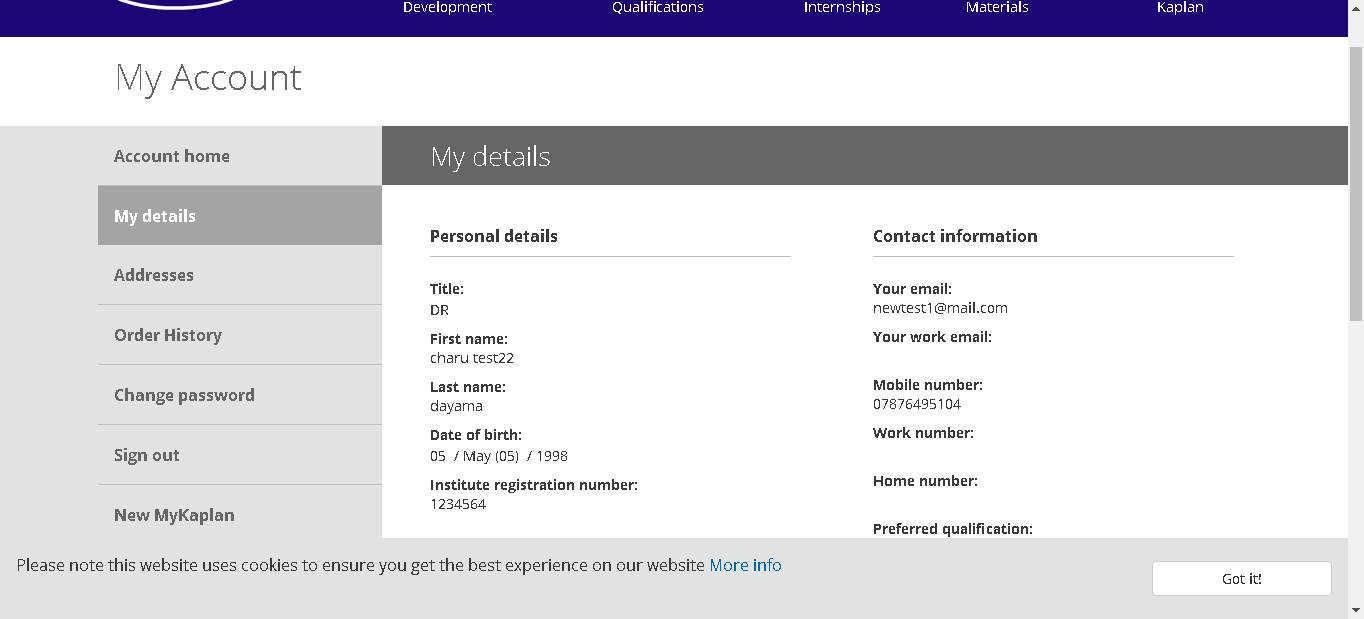 Development
Qualifications
Internships
Materials
Kaplan
My Account
Account home
My details
Addresses
Order History
Change password
Sign out
New MyKaplan
My details
Personal details
Title:
DR
First name:
charu test22
Last name:
dayama
Date of birth:
05 / May (05) / 1998
Institute registration number:
1234564
Contact information
Your email:
newtest1@mail.com
Your work email:
Mobile number:
07876495104
Work number:
Home number:
Preferred qualification:
Please note this website uses cookies to ensure you get the best experience on our website More info
Got it!